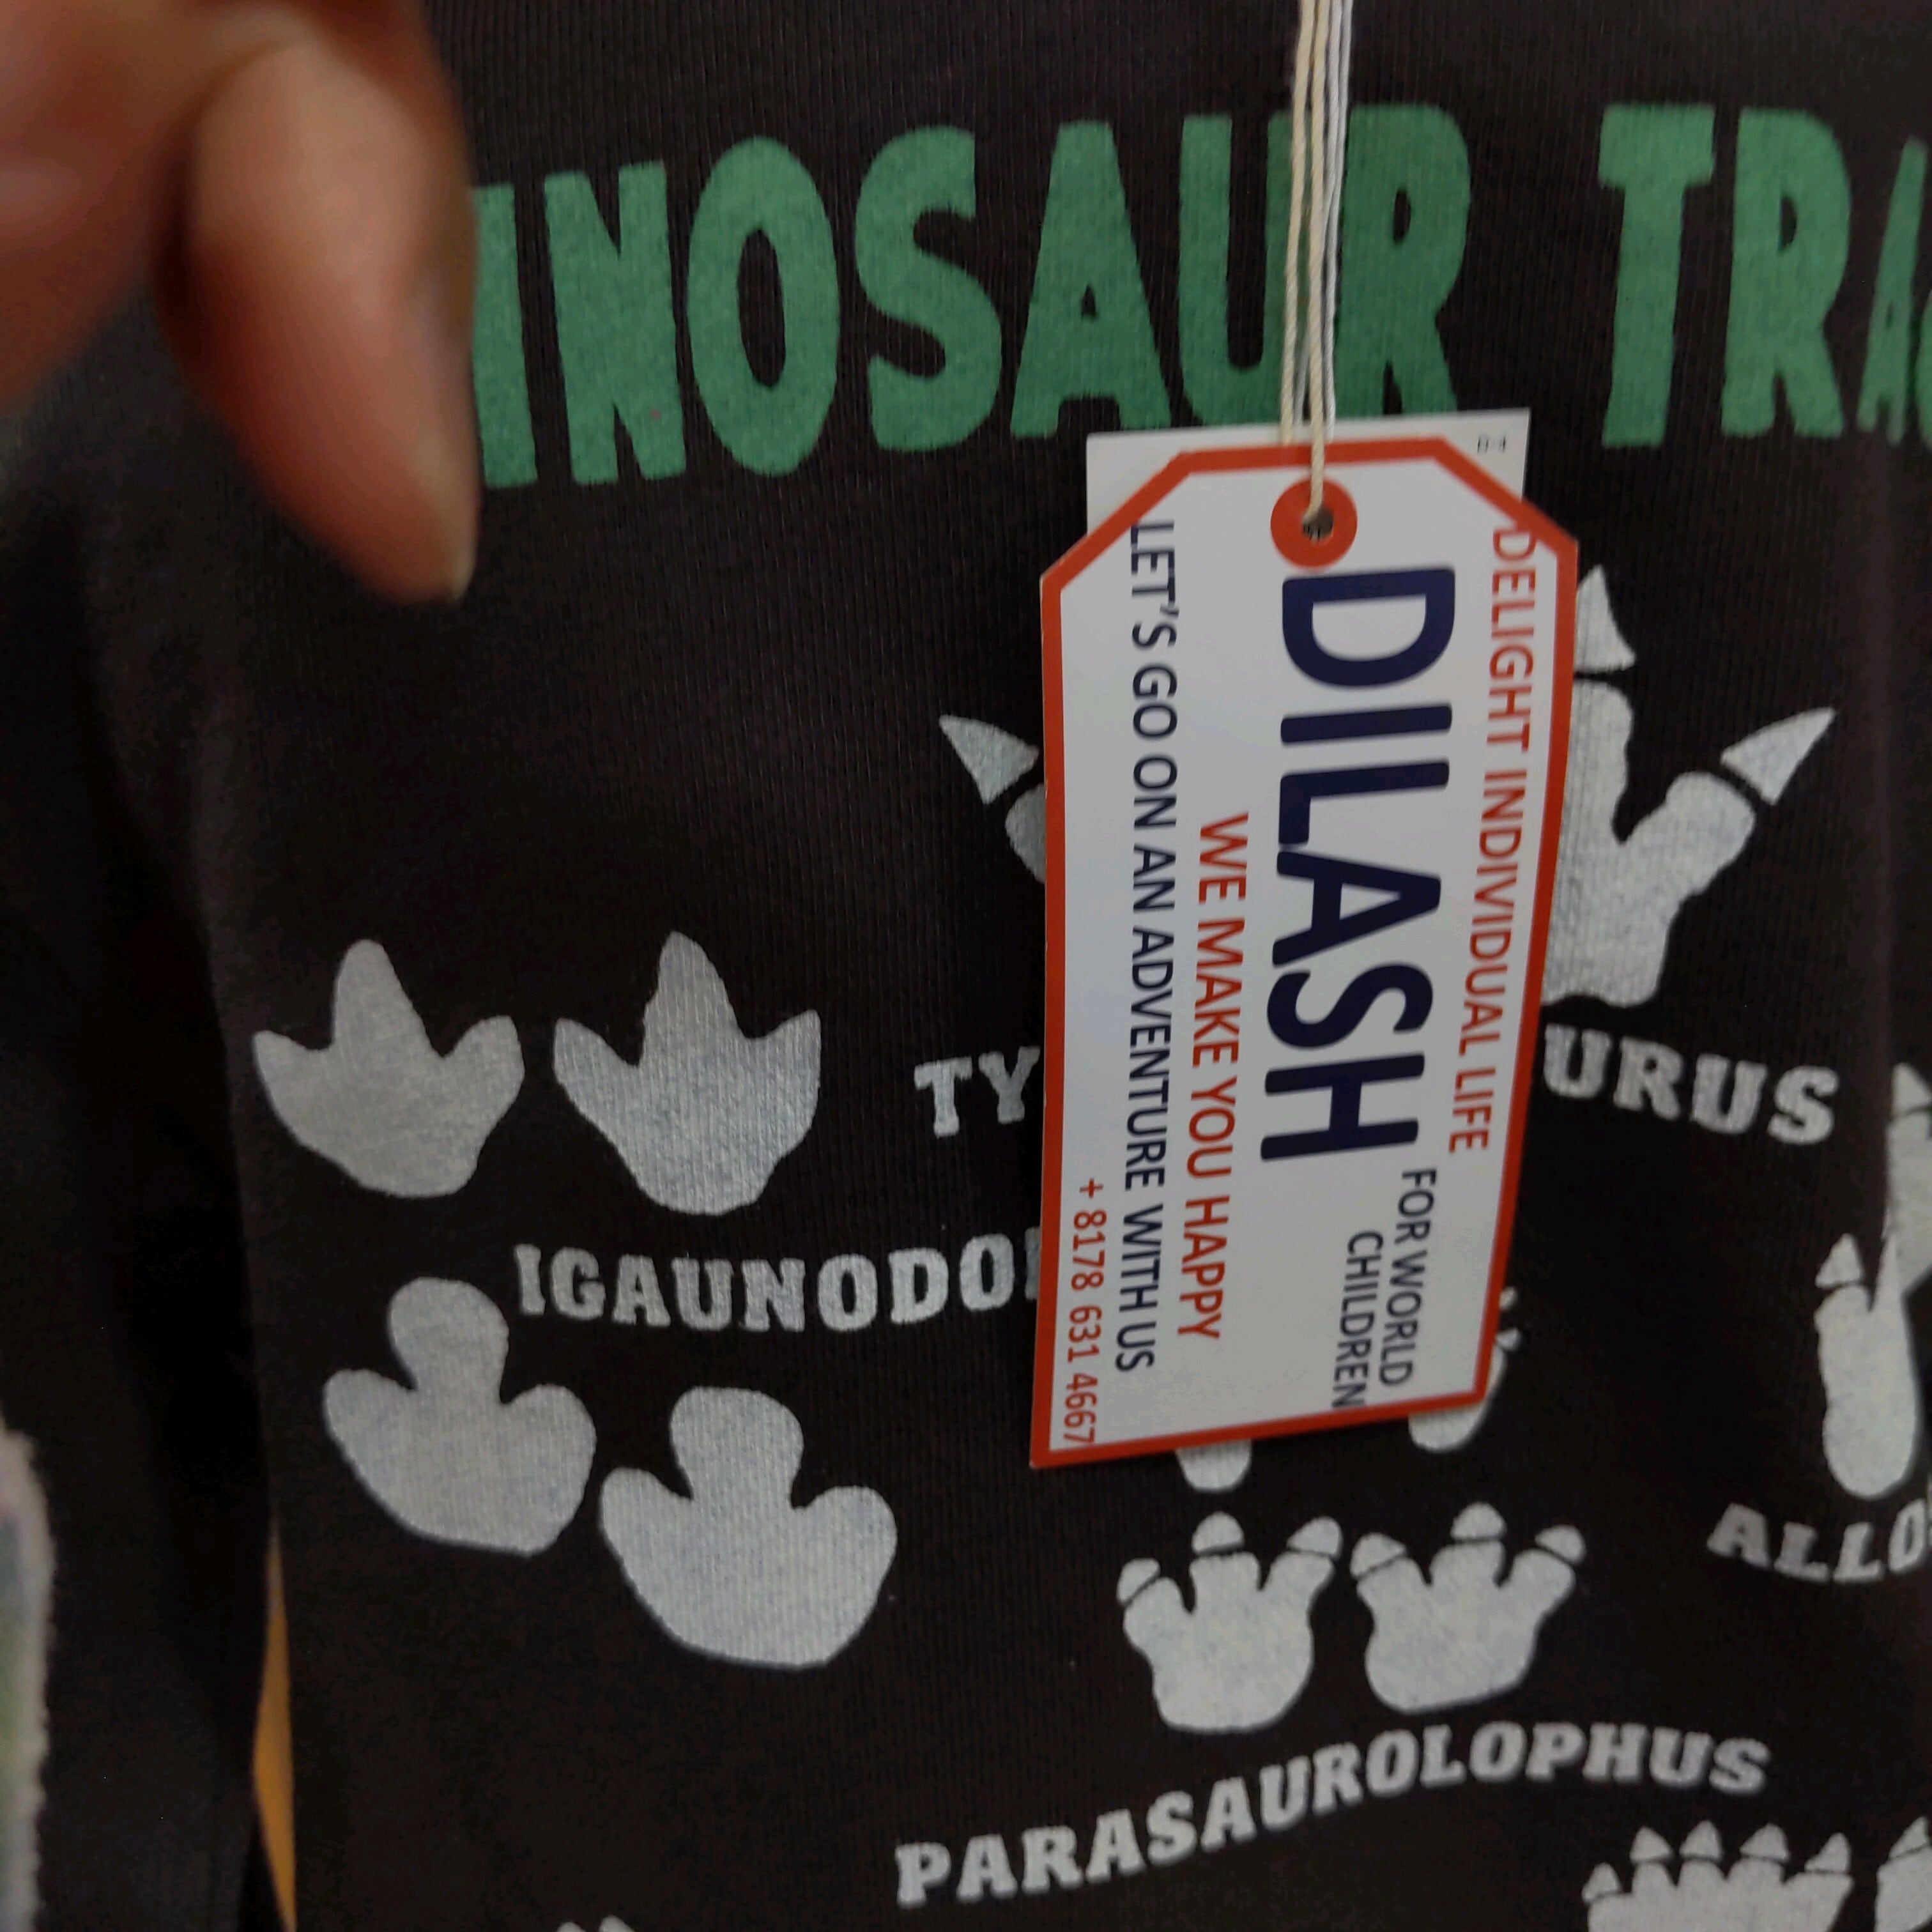 INOSAUR TRA
DELIGHT INDIVIDUAL LIFE
DILASH
FOR WORLD
CHILDREN
WE MAKE YOU HAPPY
LET'S GO ON AN ADVENTURE WITH US
+ 8178 631 4667
TY
URUS
IGAUNODO
ALLO
PARASAUROLOPHUS